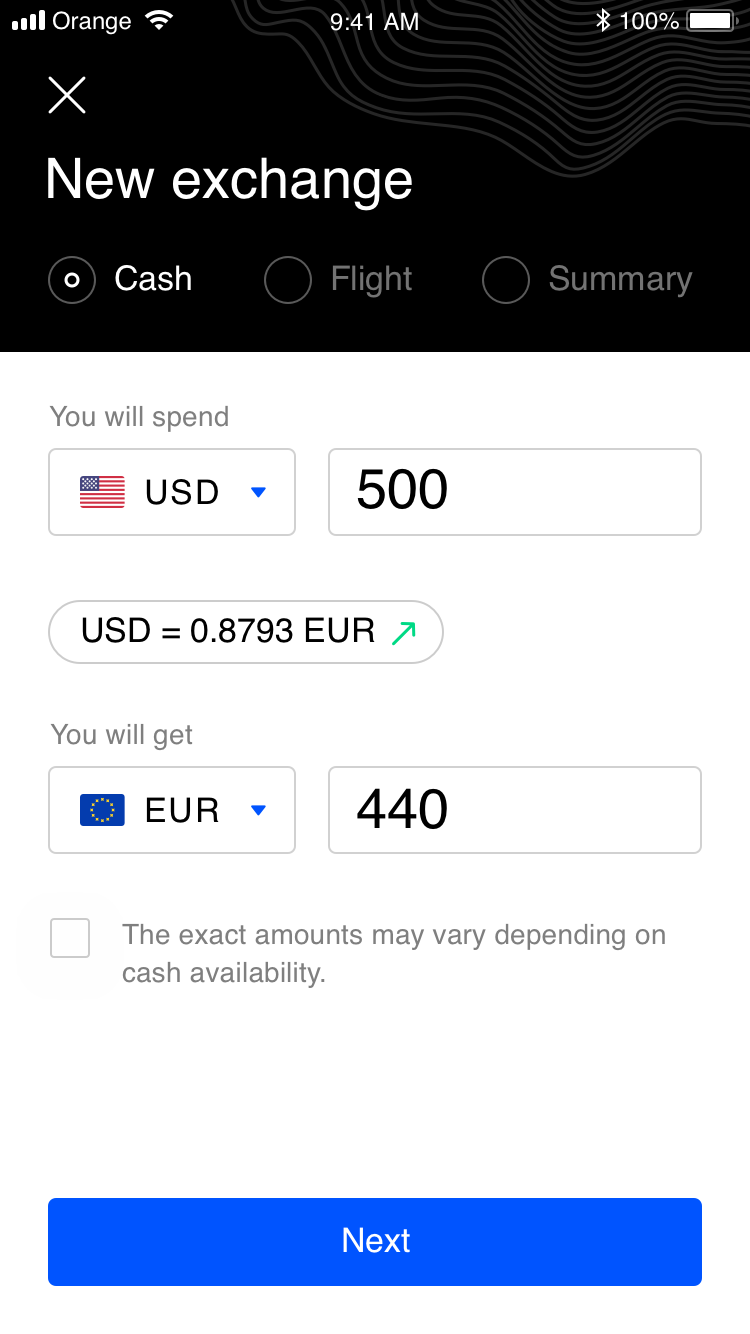 Orange 9:41 AM 100%
New exchange
Cash Flight Summary
You will spend
USD 500
USD = 0.8793 EUR
You will get
EUR 440
The exact amounts may vary depending on
cash availability.
Next